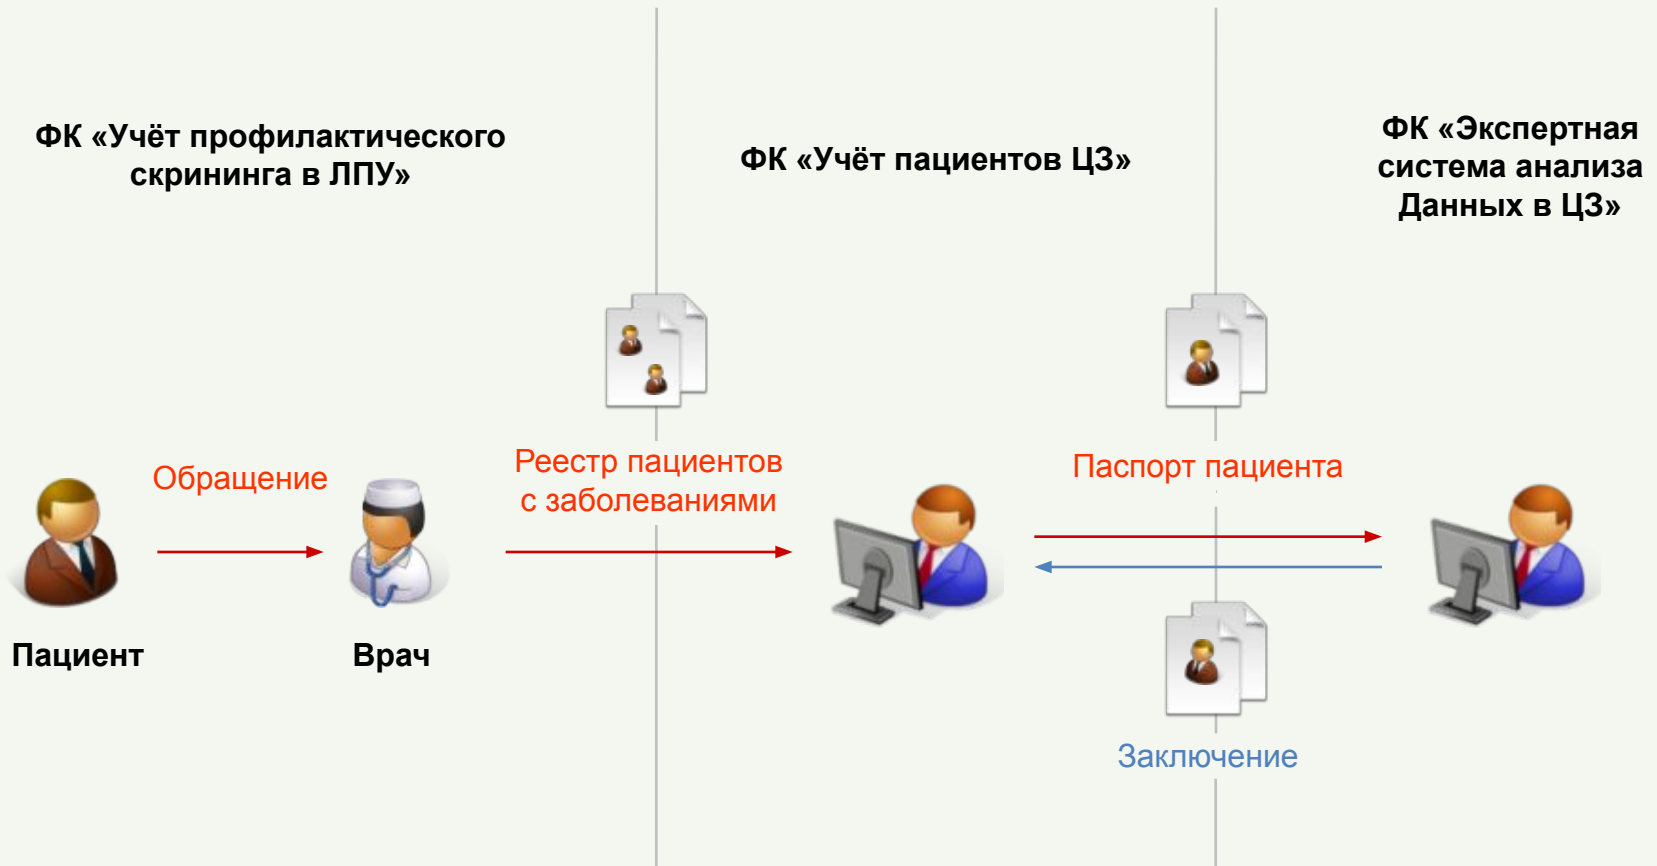 ФК «Учёт профилактического
скрининга в ЛПУ»
ФК «Учёт пациентов ЦЗ»
ФК «Экспертная
система анализа
Данных в ЦЗ»
Обращение
Реестр пациентов
с заболеваниями
Паспорт пациента
Пациент
Врач
Заключение